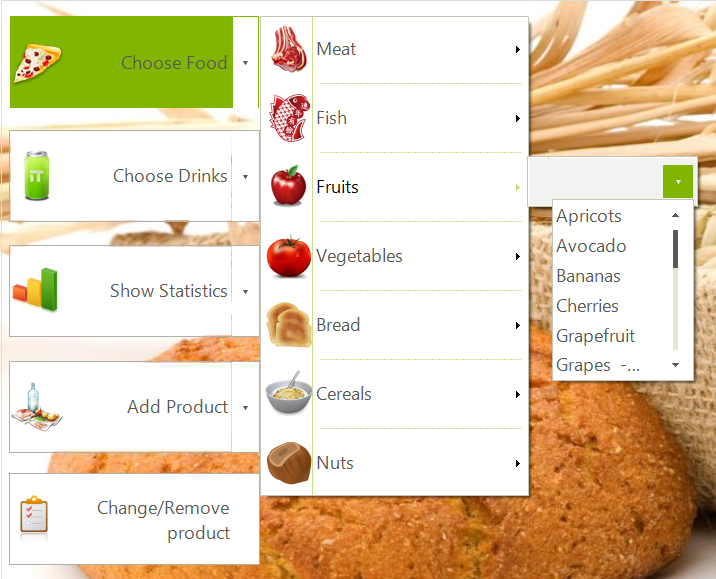 Choose Food
Choose Drinks
Show Statistics
Add Product
Change/Remove
product
Meat
Fish
Fruits
Vegetables
Bread
Cereals
Nuts
Apricots
Avocado
Bananas
Cherries
Grapefruit
Grapes -...